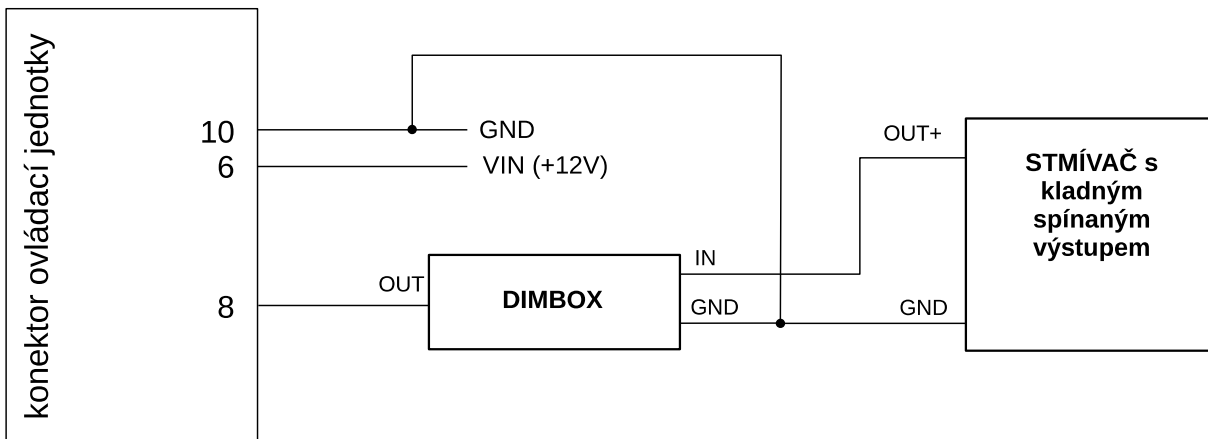 konektor ovládací jednotky
10
GND
6
VIN (+12V)
8
OUT
DIMBOX
IN
GND
OUT+
GND
STMÍVAČ s
kladným
spínaným
výstupem